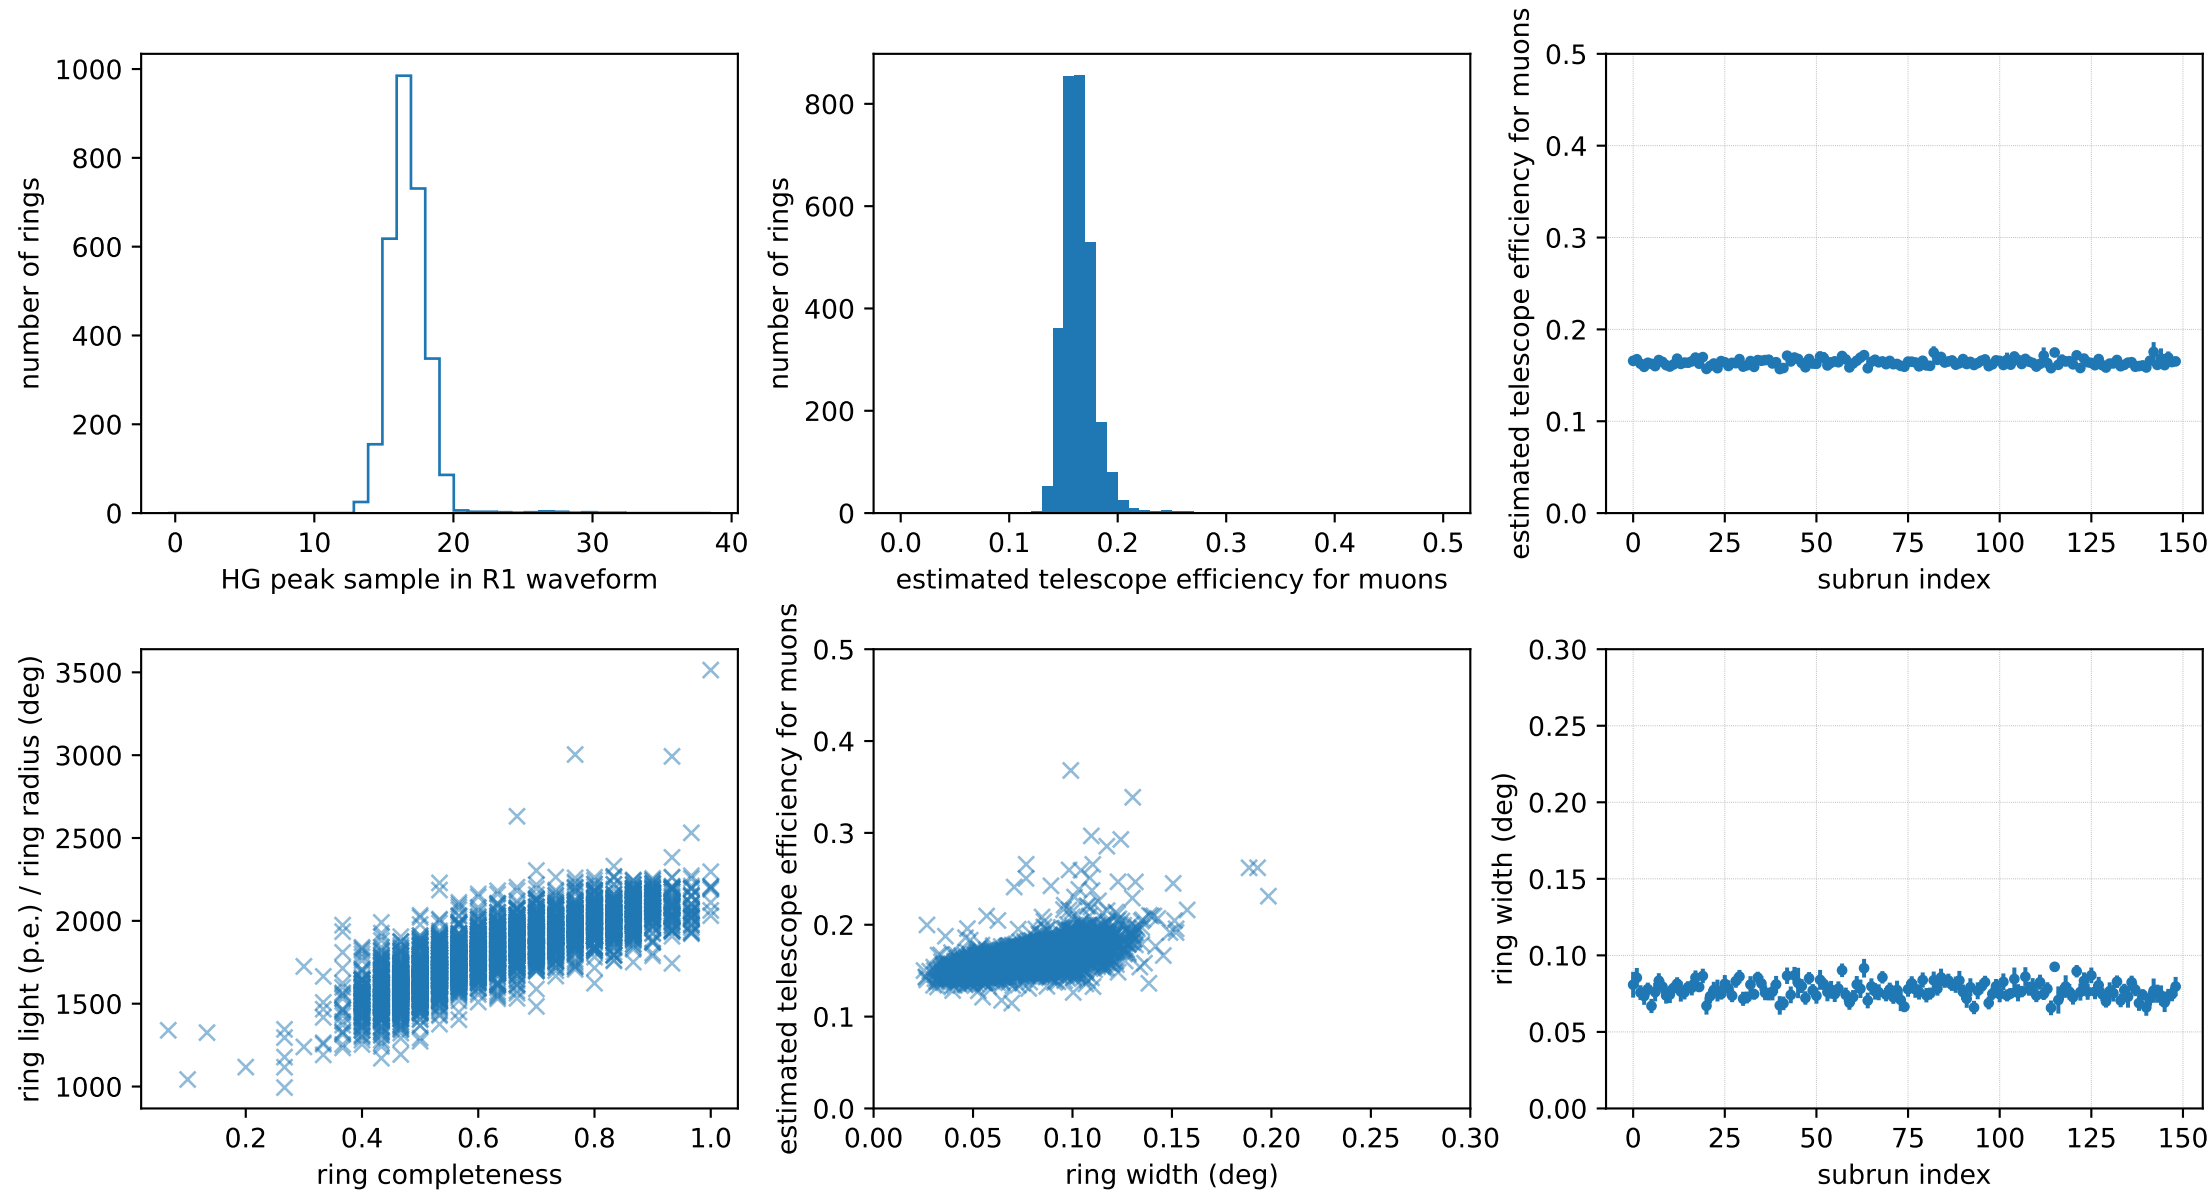 1000
800
600
400
200
0
number of rings
0 10 20 30 40
HG peak sample in R1 waveform
800
600
400
200
0
number of rings
0.0 0.1 0.2 0.3 0.4 0.5
estimated telescope efficiency for muons
0.5
0.4
0.3
0.2
0.1
0.0
estimated telescope efficiency for muons
0 25 50 75 100 125 150
subrun index
3500
3000
2500
2000
1500
1000
ring light (p.e.) / ring radius (deg)
0.2 0.4 0.6 0.8 1.0
ring completeness
0.5
0.4
0.3
0.2
0.1
0.0
estimated telescope efficiency for muons
0.00 0.05 0.10 0.15 0.20 0.25 0.30
ring width (deg)
0.30
0.25
0.20
0.15
0.10
0.05
0.00
ring width (deg)
0 25 50 75 100 125 150
subrun index